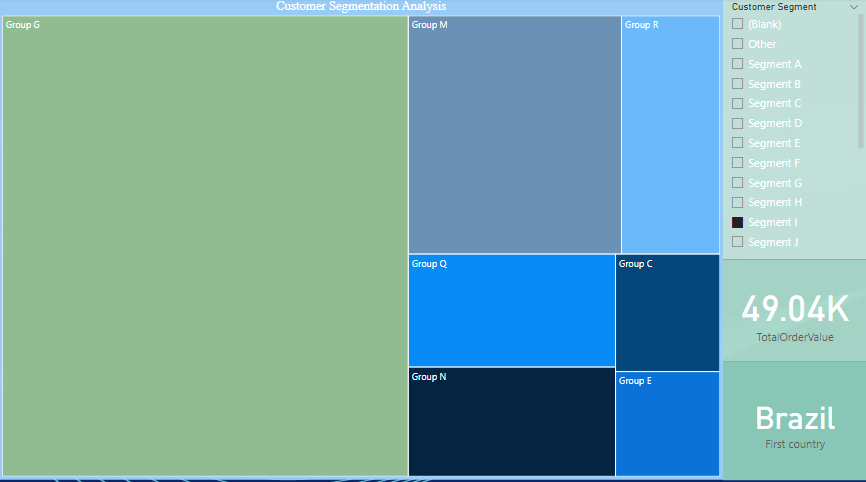 Customer Segmentation Analysis
Group G
Group M
Group R
Group Q
Group C
Group N
Group E
Customer Segment
(Blank)
Other
Segment A
Segment B
Segment C
Segment D
Segment E
Segment F
Segment G
Segment H
Segment I
Segment J
49.04K
TotalOrderValue
Brazil
First country